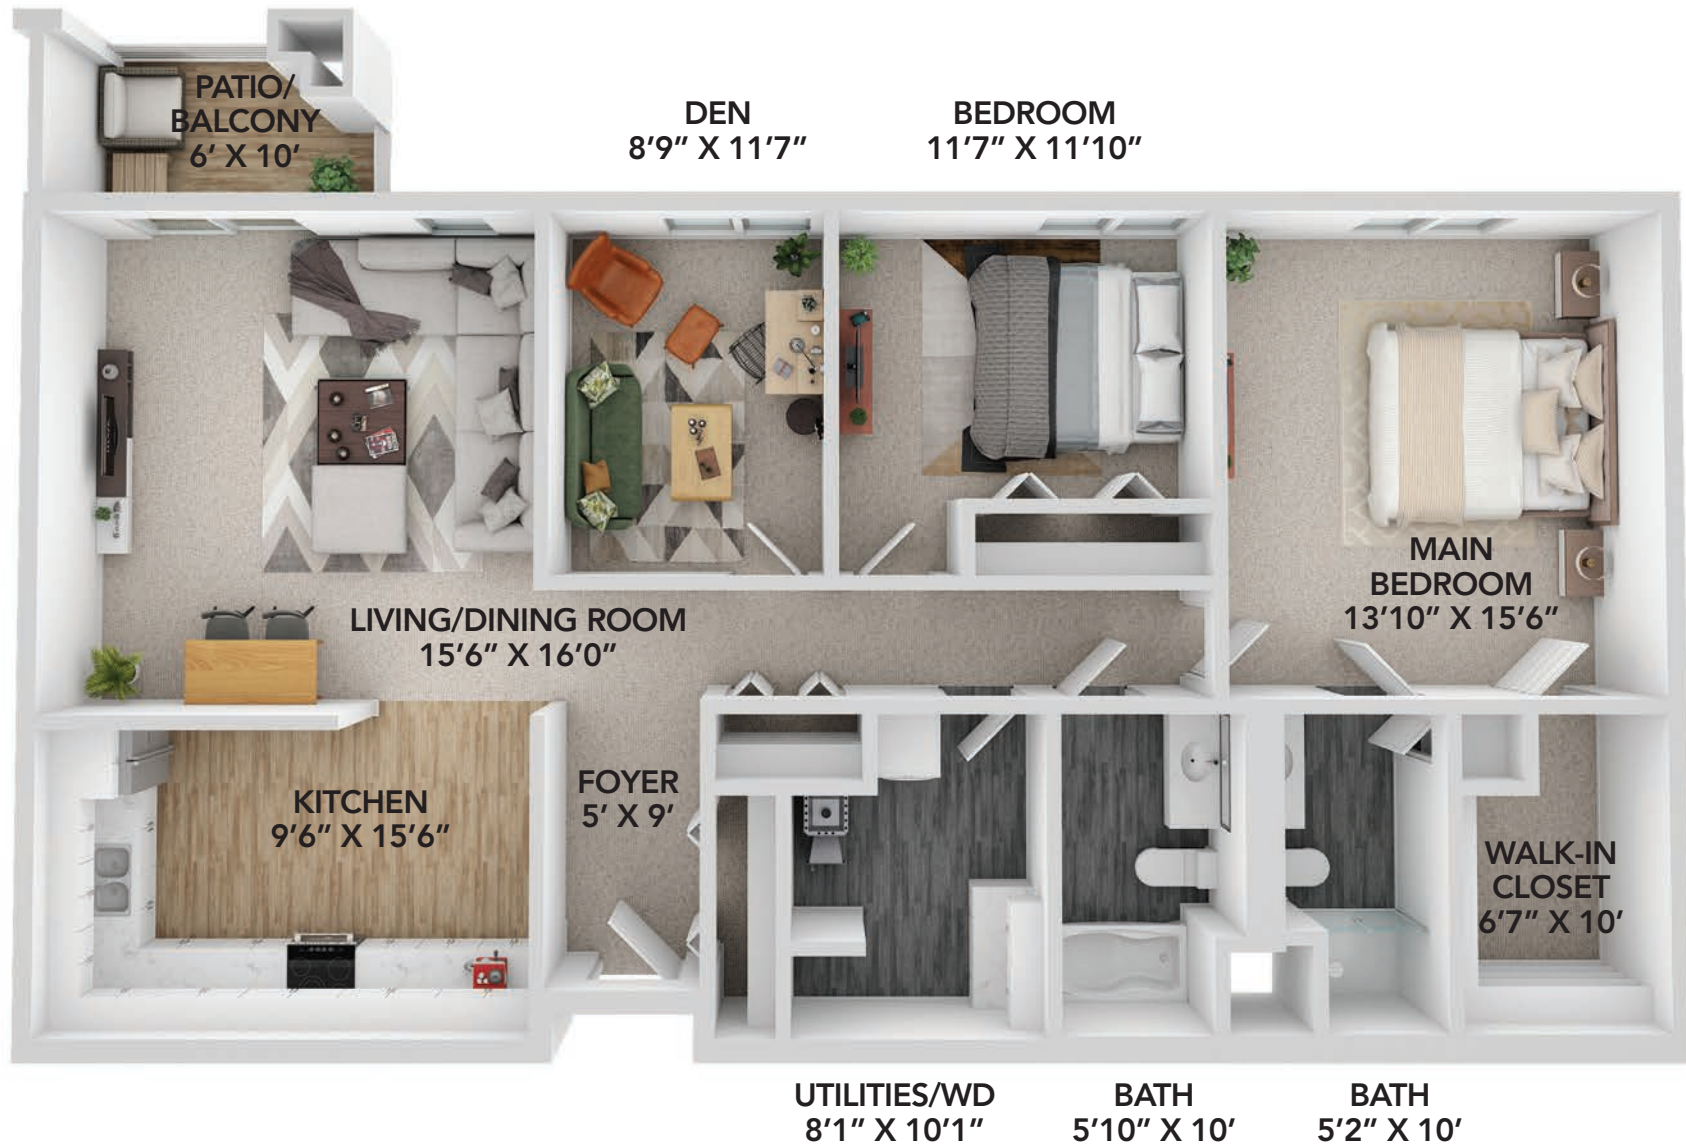 PATIO/
BALCONY
6’ X 10’
DEN
8’9” X 11’7”
BEDROOM
11’7” X 11’10”
MAIN
BEDROOM
13’10” X 15’6”
LIVING/DINING ROOM
15’6” X 16’0”
KITCHEN
9’6” X 15’6”
FOYER
5’ X 9’
WALK-IN
CLOSET
6’7” X 10’
UTILITIES/WD
8’1” X 10’1”
BATH
5’10” X 10’
BATH
5’2” X 10’